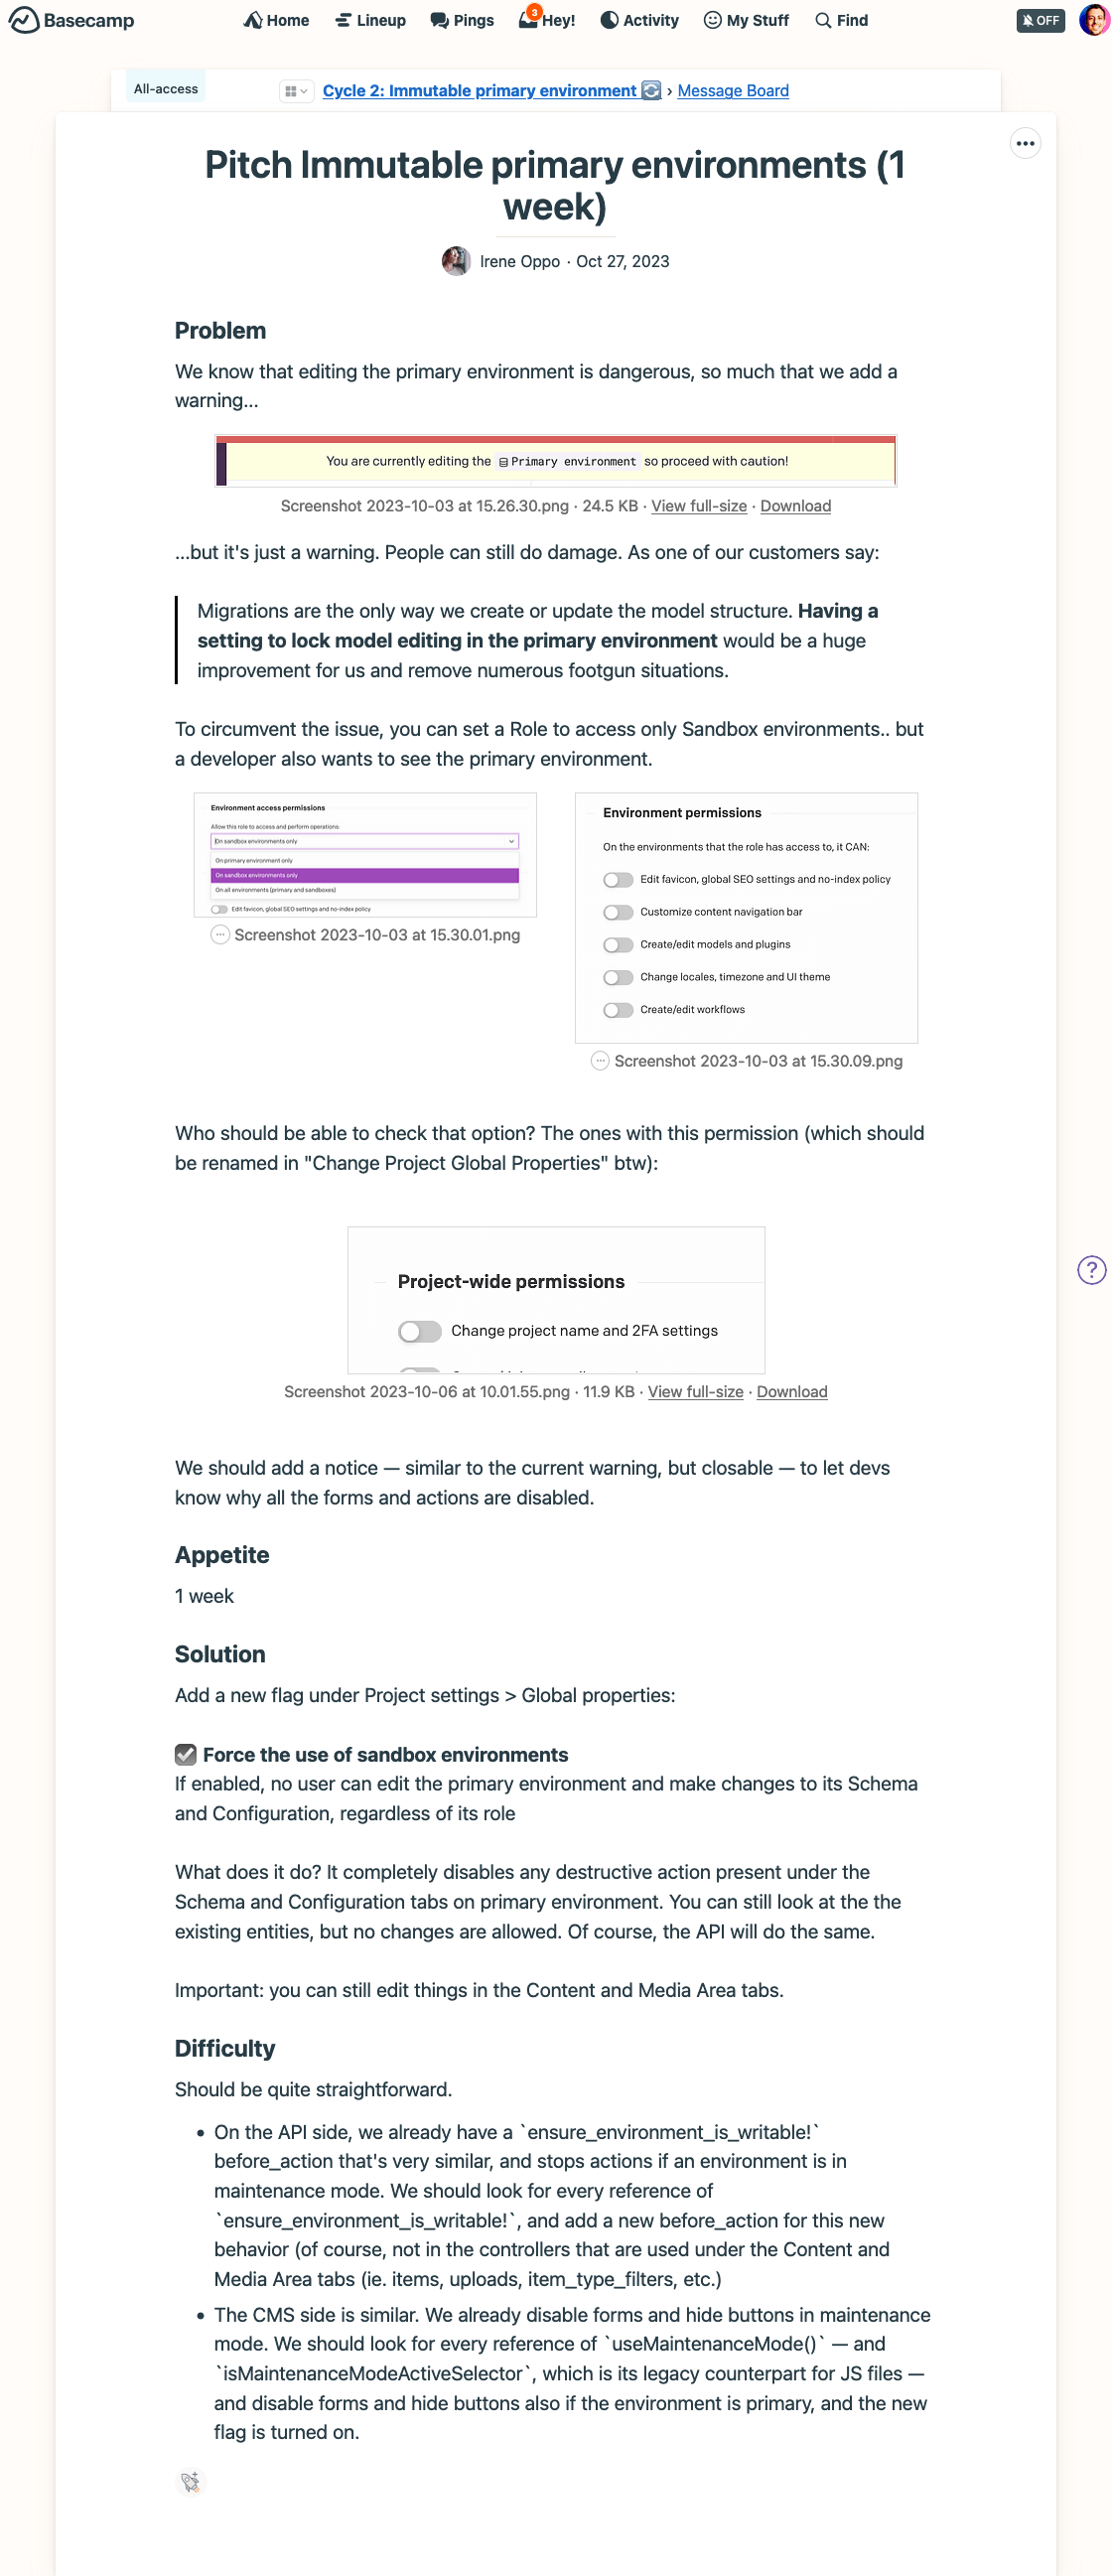 Basecamp
Home Lineup Pings 3 Hey! Activity My Stuff Find
OFF
All-access
Cycle 2: Immutable primary environment › Message Board
Pitch Immutable primary environments (1
week)
Irene Oppo · Oct 27, 2023
Problem
We know that editing the primary environment is dangerous, so much that we add a
warning...
You are currently editing the Primary environment so proceed with caution!
Screenshot 2023-10-03 at 15.26.30.png · 24.5 KB · View full-size · Download
...but it's just a warning. People can still do damage. As one of our customers say:
Migrations are the only way we create or update the model structure. Having a
setting to lock model editing in the primary environment would be a huge
improvement for us and remove numerous footgun situations.
To circumvent the issue, you can set a Role to access only Sandbox environments.. but
a developer also wants to see the primary environment.
Environment access permissions
Allow this role to access and perform operations:
On sandbox environments only
On primary environment only
On sandbox environments only
On all environments (primary and sandboxes)
Edit favicon, global SEO settings and no-index policy
Screenshot 2023-10-03 at 15.30.01.png
Environment permissions
On the environments that the role has access to, it CAN:
Edit favicon, global SEO settings and no-index policy
Customize content navigation bar
Create/edit models and plugins
Change locales, timezone and UI theme
Create/edit workflows
Screenshot 2023-10-03 at 15.30.09.png
Who should be able to check that option? The ones with this permission (which should
be renamed in "Change Project Global Properties" btw):
Project-wide permissions
Change project name and 2FA settings
Screenshot 2023-10-06 at 10.01.55.png · 11.9 KB · View full-size · Download
?
We should add a notice — similar to the current warning, but closable — to let devs
know why all the forms and actions are disabled.
Appetite
1 week
Solution
Add a new flag under Project settings > Global properties:
Force the use of sandbox environments
If enabled, no user can edit the primary environment and make changes to its Schema
and Configuration, regardless of its role
What does it do? It completely disables any destructive action present under the
Schema and Configuration tabs on primary environment. You can still look at the the
existing entities, but no changes are allowed. Of course, the API will do the same.
Important: you can still edit things in the Content and Media Area tabs.
Difficulty
Should be quite straightforward.
• On the API side, we already have a `ensure_environment_is_writable!`
before_action that's very similar, and stops actions if an environment is in
maintenance mode. We should look for every reference of
`ensure_environment_is_writable!`, and add a new before_action for this new
behavior (of course, not in the controllers that are used under the Content and
Media Area tabs (ie. items, uploads, item_type_filters, etc.)
• The CMS side is similar. We already disable forms and hide buttons in maintenance
mode. We should look for every reference of `useMaintenanceMode()` — and
`isMaintenanceModeActiveSelector`, which is its legacy counterpart for JS files —
and disable forms and hide buttons also if the environment is primary, and the new
flag is turned on.